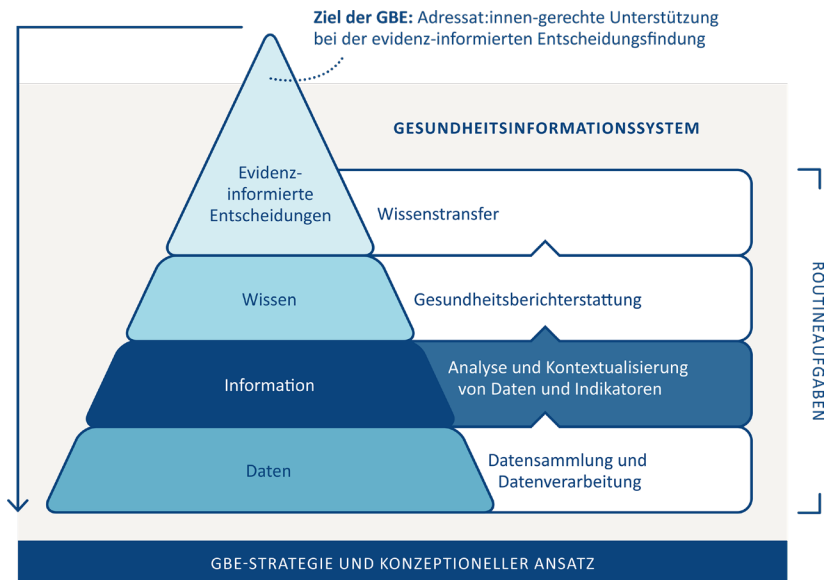 Ziel der GBE: Adressat:innen-gerechte Unterstützung
bei der evidenz-informierten Entscheidungsfindung
GESUNDHEITSINFORMATIONSSYSTEM
Evidenz-
informierte
Entscheidungen
Wissenstransfer
Wissen
Gesundheitsberichterstattung
Information
Analyse und Kontextualisierung
von Daten und Indikatoren
Daten
Datensammlung und
Datenverarbeitung
ROUTINEAUFGABEN
GBE-STRATEGIE UND KONZEPTIONELLER ANSATZ